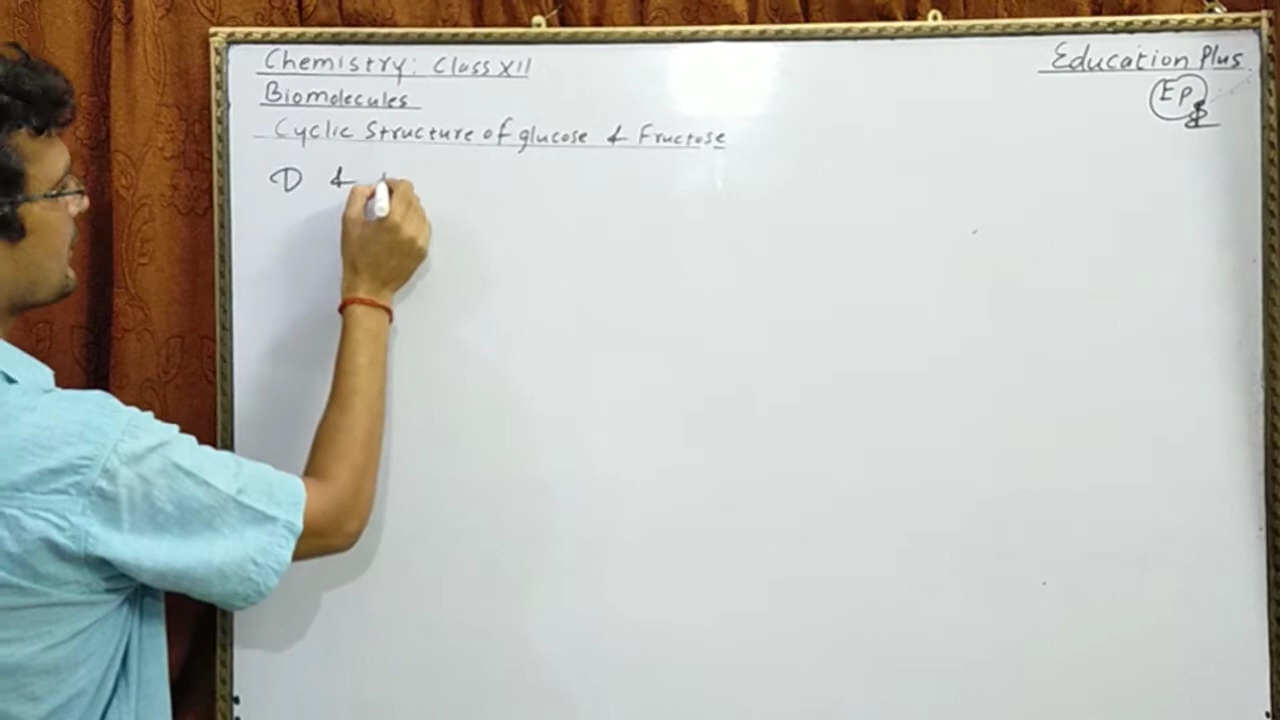 Chemistry: Class XII
Education Plus
EP
Biomolecules
Cyclic Structure of glucose & Fructose
D &